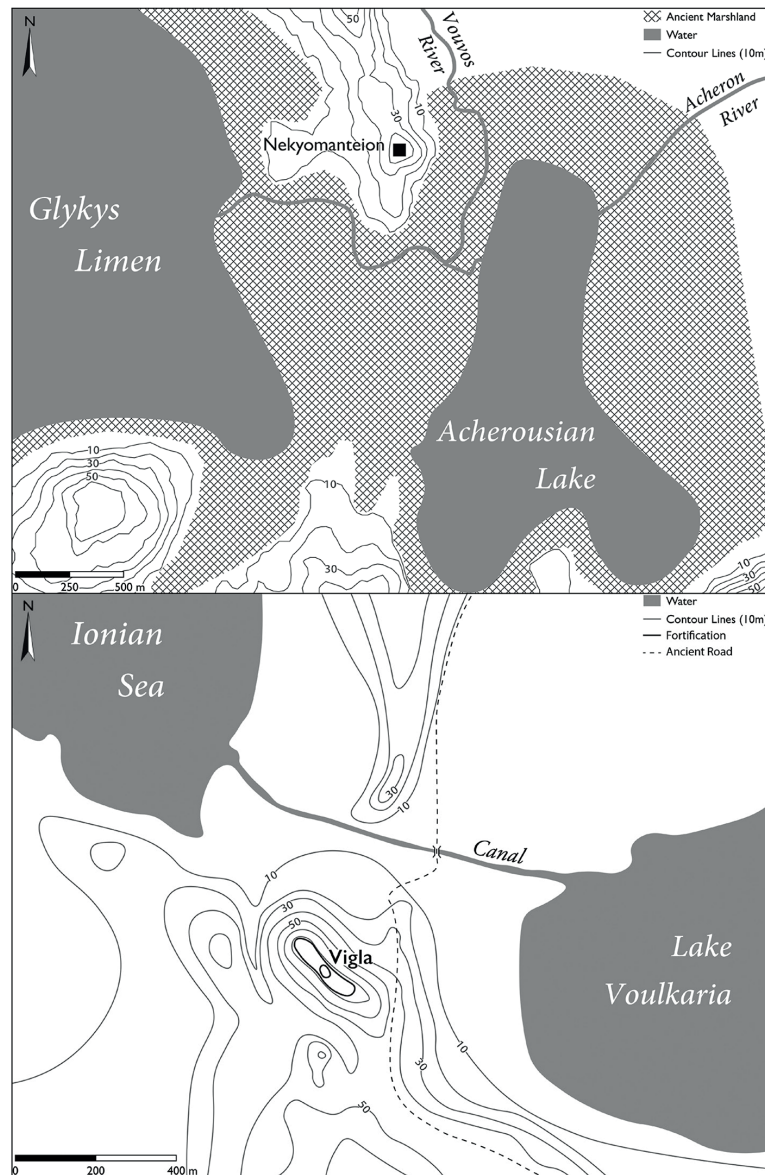 N
50
Vouvos
River
Ancient Marshland
Water
Contour Lines (10m)
Acheron
River
30
10
Nekyomanteion
Glykys
Limen
Acherousian
Lake
10
30
50
10
30
10
30
50
0 250 500 m
N
Ionian
Sea
Water
Contour Lines (10m)
Fortification
Ancient Road
30
10
Canal
10
30
50
Vigla
Lake
Voulkaria
10
30
50
0 200 400 m